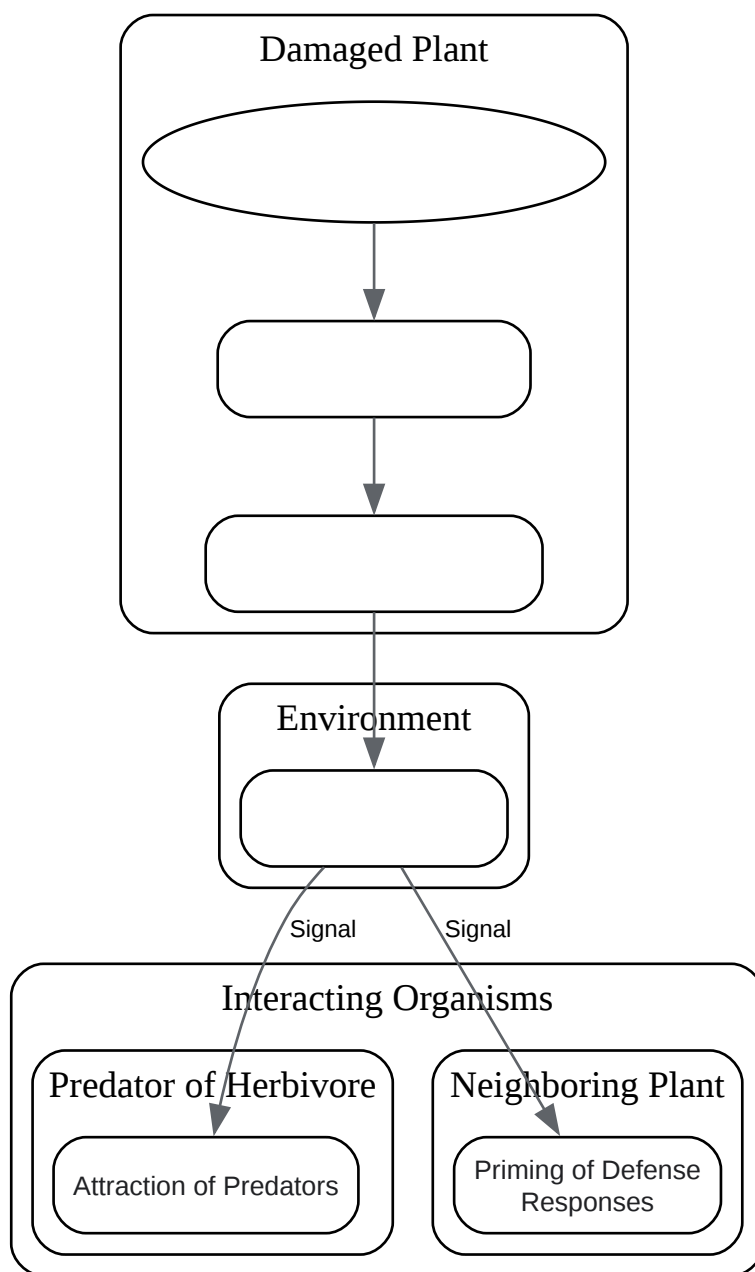 Damaged Plant
Environment
Signal
Signal
Interacting Organisms
Predator of Herbivore
Neighboring Plant
Attraction of Predators
Priming of Defense
Responses